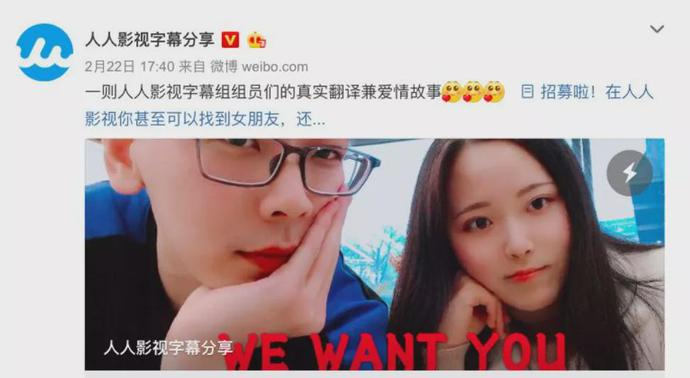 人人影视字幕分享
2月22日 17:40 来自 微博 weibo.com
一则人人影视字幕组组员们的真实翻译兼爱情故事 招募啦！在人人
影视你甚至可以找到女朋友，还...
人人影视字幕分享
WE WANT YOU